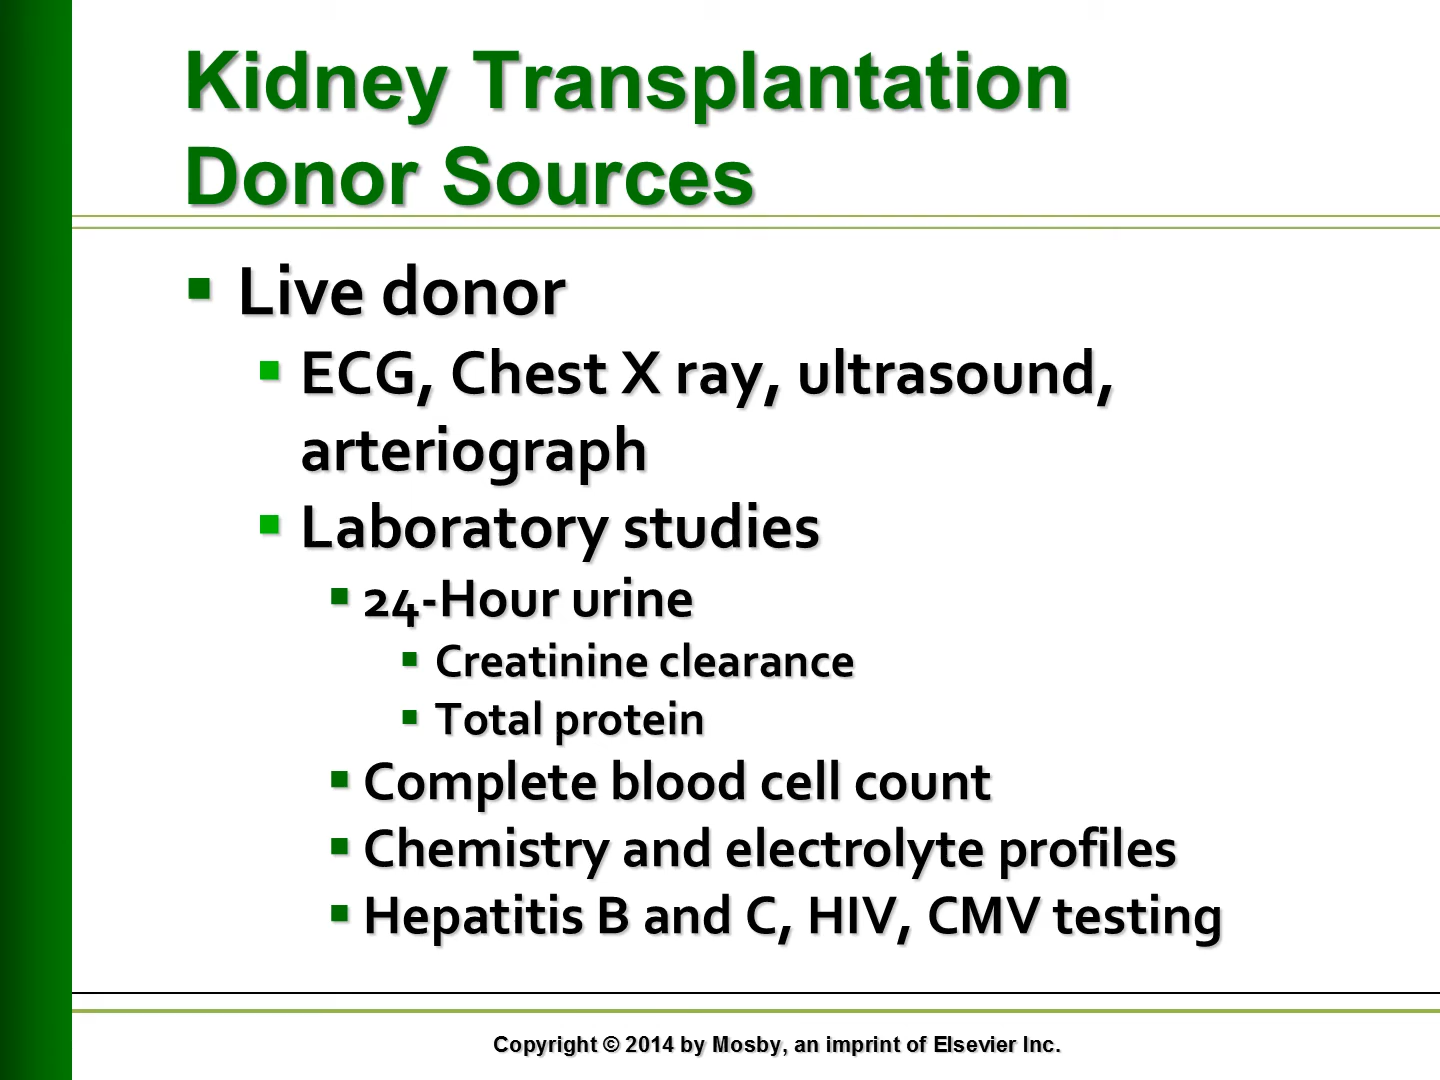 Kidney Transplantation
Donor Sources
Live donor
ECG, Chest X ray, ultrasound,
arteriograph
Laboratory studies
24-Hour urine
Creatinine clearance
Total protein
Complete blood cell count
Chemistry and electrolyte profiles
Hepatitis B and C, HIV, CMV testing
Copyright © 2014 by Mosby, an imprint of Elsevier Inc.